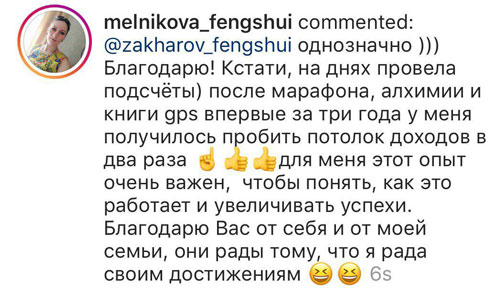 melnikova_fengshui commented:
@zakharov_fengshui однозначно )))
Благодарю! Кстати, на днях провела
подсчёты) после марафона, алхимии и
книги gps впервые за три года у меня
получилось пробить потолок доходов в
два раза ☝️👍👍для меня этот опыт
очень важен, чтобы понять, как это
работает и увеличивать успехи.
Благодарю Вас от себя и от моей
семьи, они рады тому, что я рада
своим достижениям 😆😆 6s